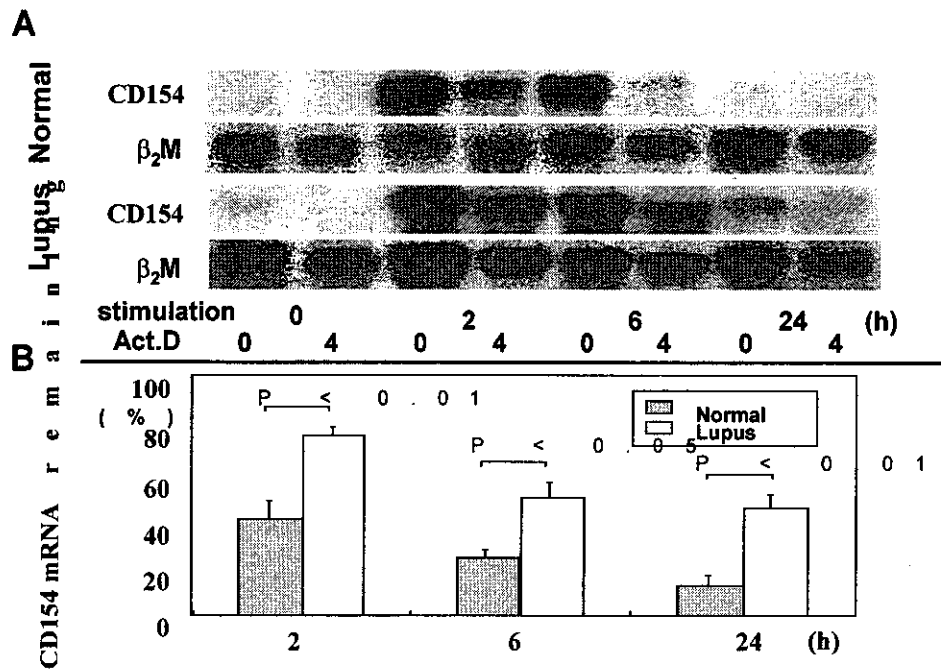 A
Normal
CD154
β₂M
Lupus
CD154
β₂M
stimulation 0 2 6 24 (h)
Act.D 0 4 0 4 0 4 0 4
B
CD154 mRNA remaining
( % )
100
80
60
40
20
0
P < 0.01
P < 0.05
P < 0.01
Normal
Lupus
2 6 24 (h)